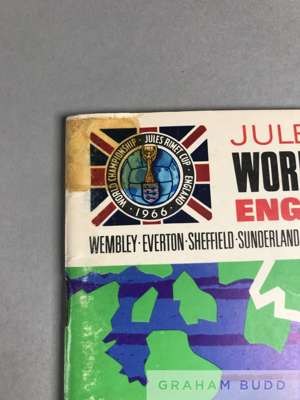 WORLD CHAMPIONSHIP · JULES RIMET CUP · ENGLAND
· 1966 ·
JULE
WOR
ENG
WEMBLEY · EVERTON · SHEFFIELD · SUNDERLAND
GRAHAM BUDD